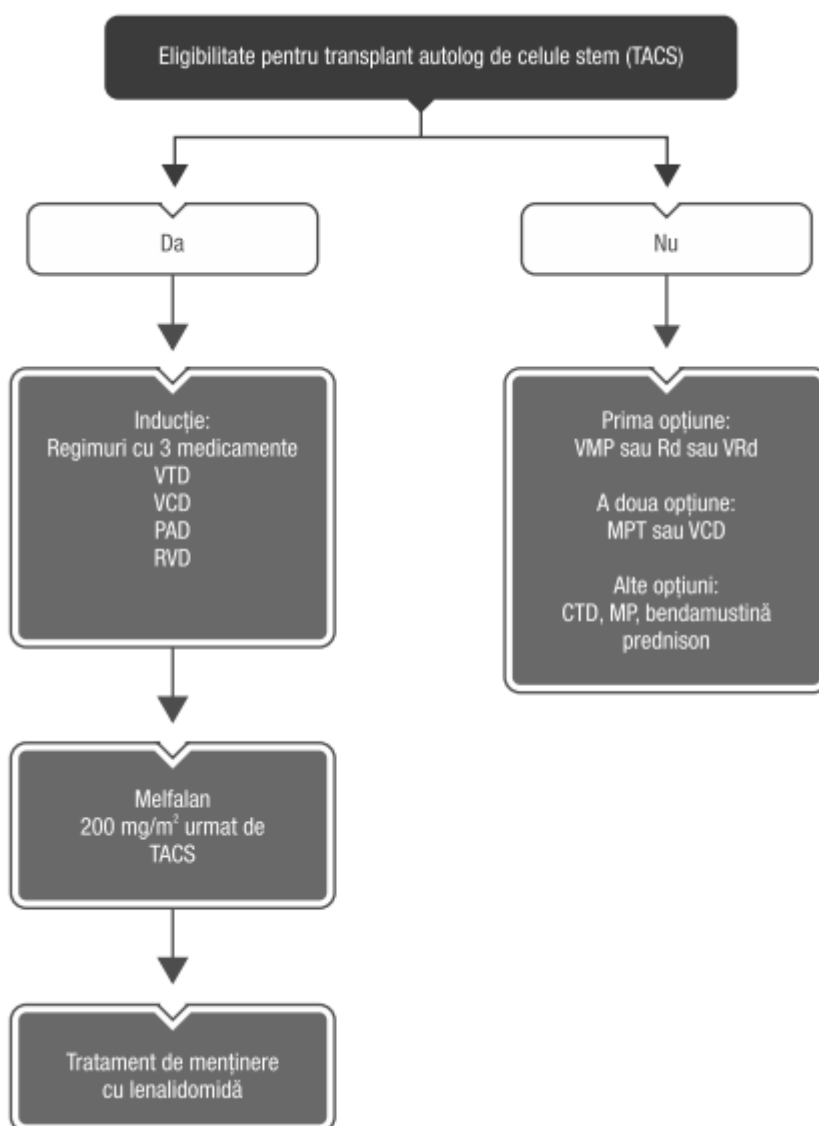 Eligibilitate pentru transplant autolog de celule stem (TACS)
Da
Nu
Inducție:
Regimuri cu 3 medicamente
VTD
VCD
PAD
RVD
Prima opțiune:
VMP sau Rd sau VRd
A doua opțiune:
MPT sau VCD
Alte opțiuni:
CTD, MP, bendamustină
prednison
Melfalan
200 mg/m² urmat de
TACS
Tratament de menținere
cu lenalidomidă